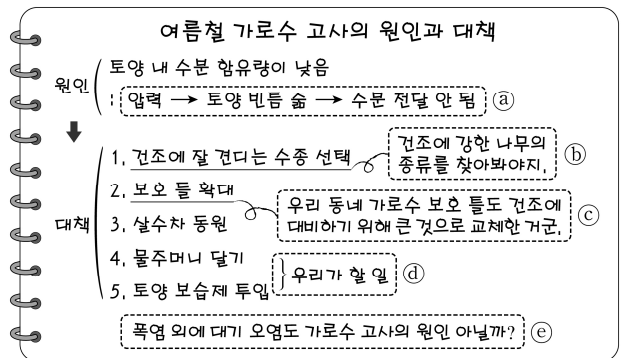 여름철 가로수 고사의 원인과 대책
원인
토양 내 수분 함유량이 낮음
: 압력 → 토양 빈틈 ↓ → 수분 전달 안 됨 ⓐ
대책
1. 건조에 잘 견디는 수종 선택
건조에 강한 나무의
종류를 찾아봐야지. ⓑ
2. 보호 틀 확대
우리 동네 가로수 보호 틀도 건조에
대비하기 위해 큰 것으로 교체한 거군. ⓒ
3. 살수차 동원
4. 물주머니 달기
5. 토양 보습제 투입
우리가 할 일 ⓓ
폭염 외에 대기 오염도 가로수 고사의 원인 아닐까? ⓔ